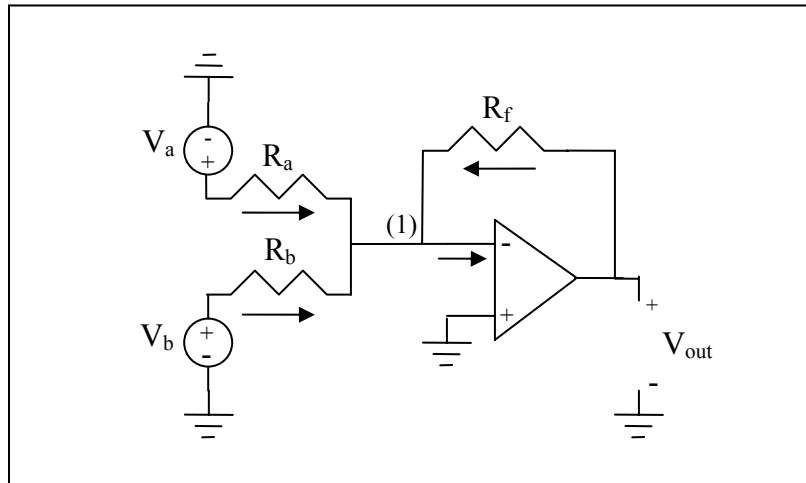 R_f
V_a
-
+
R_a
(1)
-
R_b
+
+
+
V_b
-
V_out
-